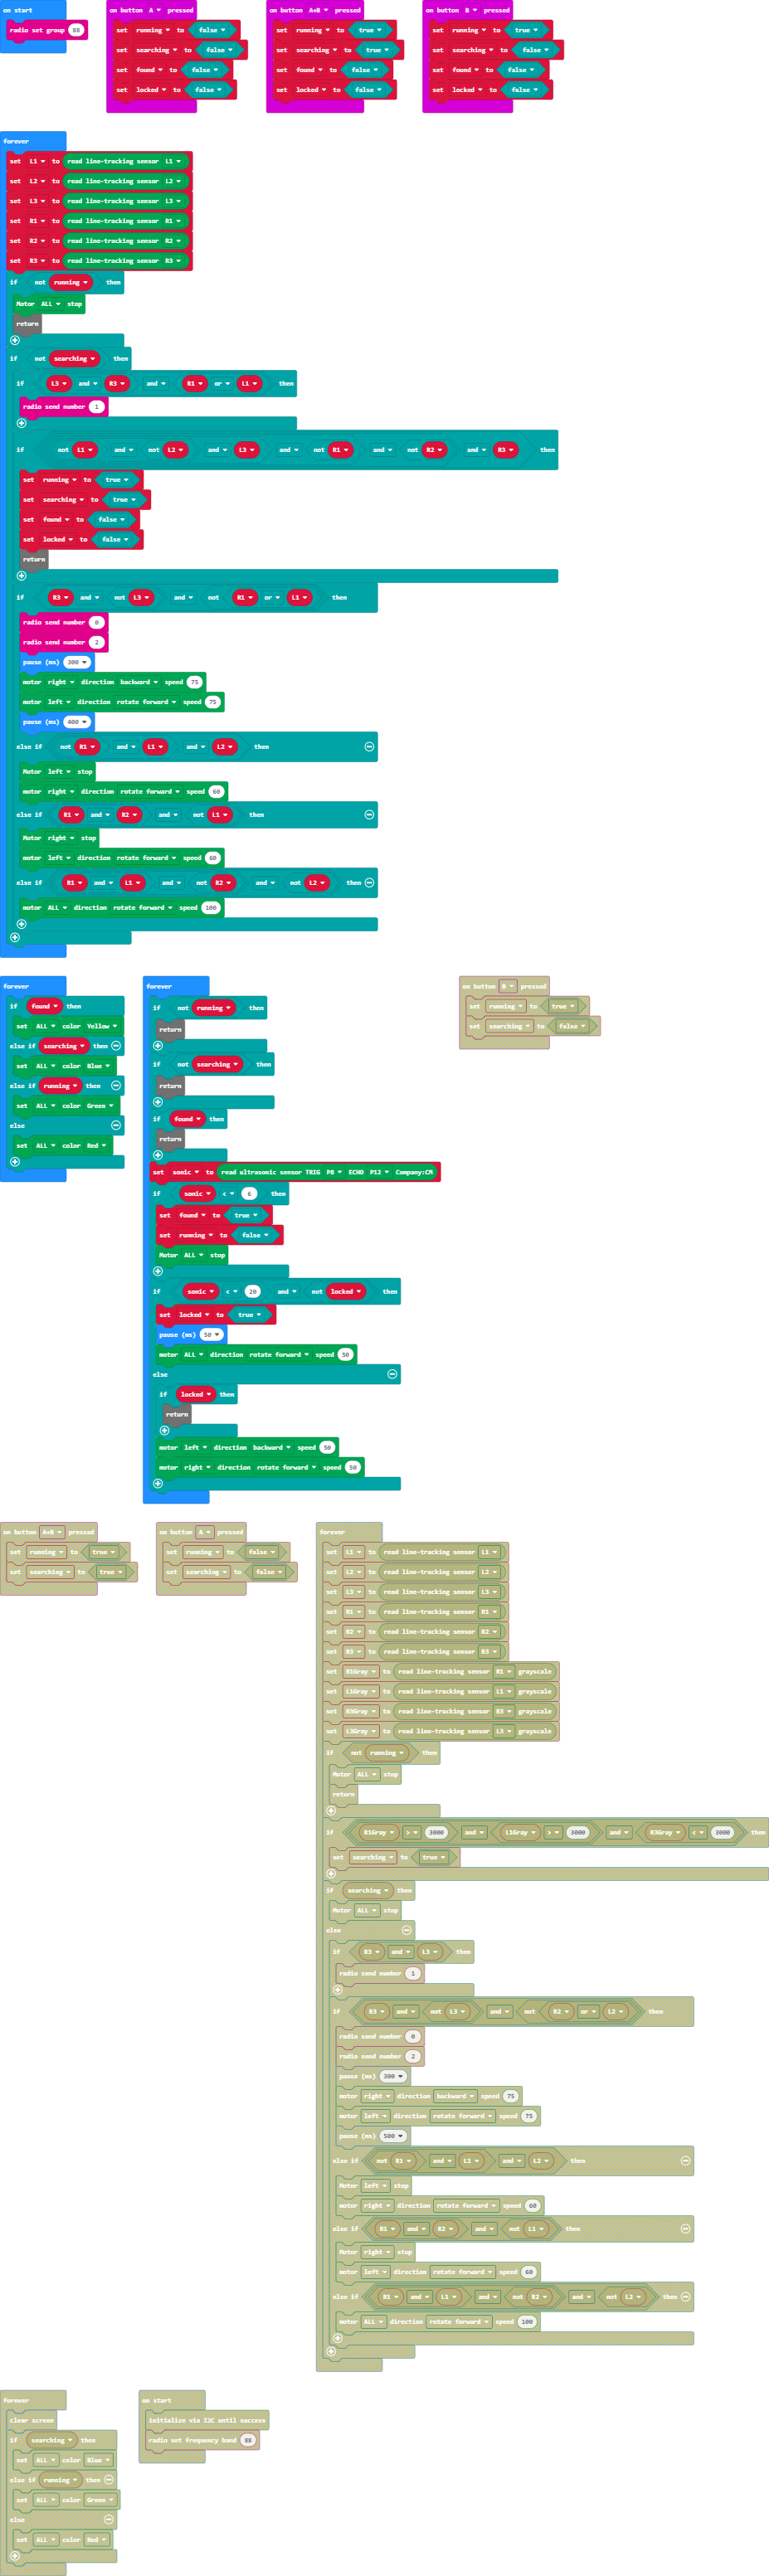 on start
radio set group 88
on button A pressed
set running to false
set searching to false
set found to false
set locked to false
on button A+B pressed
set running to true
set searching to true
set found to false
set locked to false
on button B pressed
set running to true
set searching to false
set found to false
set locked to false
forever
set L1 to read line-tracking sensor L1
set L2 to read line-tracking sensor L2
set L3 to read line-tracking sensor L3
set R1 to read line-tracking sensor R1
set R2 to read line-tracking sensor R2
set R3 to read line-tracking sensor R3
if not running then
Motor ALL stop
return
if not searching then
if L3 and R3 and R1 or L1 then
radio send number 1
if not L1 and not L2 and L3 and not R1 and not R2 and R3 then
set running to true
set searching to true
set found to false
set locked to false
return
if R3 and not L3 and not R1 or L1 then
radio send number 0
radio send number 2
pause (ms) 300
motor right direction backward speed 75
motor left direction rotate forward speed 75
pause (ms) 400
else if not R1 and L1 and L2 then
Motor left stop
motor right direction rotate forward speed 60
else if R1 and R2 and not L1 then
Motor right stop
motor left direction rotate forward speed 60
else if R1 and L1 and not R2 and not L2 then
motor ALL direction rotate forward speed 100
forever
if found then
set ALL color Yellow
else if searching then
set ALL color Blue
else if running then
set ALL color Green
else
set ALL color Red
forever
if not running then
return
if not searching then
return
if found then
return
set sonic to read ultrasonic sensor TRIG P8 ECHO P12 Company:CM
if sonic < 6 then
set found to true
set running to false
Motor ALL stop
if sonic < 20 and not locked then
set locked to true
pause (ms) 50
motor ALL direction rotate forward speed 50
else
if locked then
return
motor left direction backward speed 50
motor right direction rotate forward speed 50
on button B pressed
set running to true
set searching to false
on button A+B pressed
set running to true
set searching to true
on button A pressed
set running to false
set searching to false
forever
set L1 to read line-tracking sensor L1
set L2 to read line-tracking sensor L2
set L3 to read line-tracking sensor L3
set R1 to read line-tracking sensor R1
set R2 to read line-tracking sensor R2
set R3 to read line-tracking sensor R3
set R1Gray to read line-tracking sensor R1 grayscale
set L1Gray to read line-tracking sensor L1 grayscale
set R3Gray to read line-tracking sensor R3 grayscale
set L3Gray to read line-tracking sensor L3 grayscale
if not running then
Motor ALL stop
return
if R1Gray > 3000 and L1Gray > 3000 and R3Gray < 3000 then
set searching to true
if searching then
Motor ALL stop
else
if R3 and L3 then
radio send number 1
if R3 and not L3 and not R2 or L2 then
radio send number 0
radio send number 2
pause (ms) 300
motor right direction backward speed 75
motor left direction rotate forward speed 75
pause (ms) 500
else if not R1 and L1 and L2 then
Motor left stop
motor right direction rotate forward speed 60
else if R1 and R2 and not L1 then
Motor right stop
motor left direction rotate forward speed 60
else if R1 and L1 and not R2 and not L2 then
motor ALL direction rotate forward speed 100
forever
clear screen
if searching then
set ALL color Blue
else if running then
set ALL color Green
else
set ALL color Red
on start
initialize via I2C until success
radio set frequency band 88